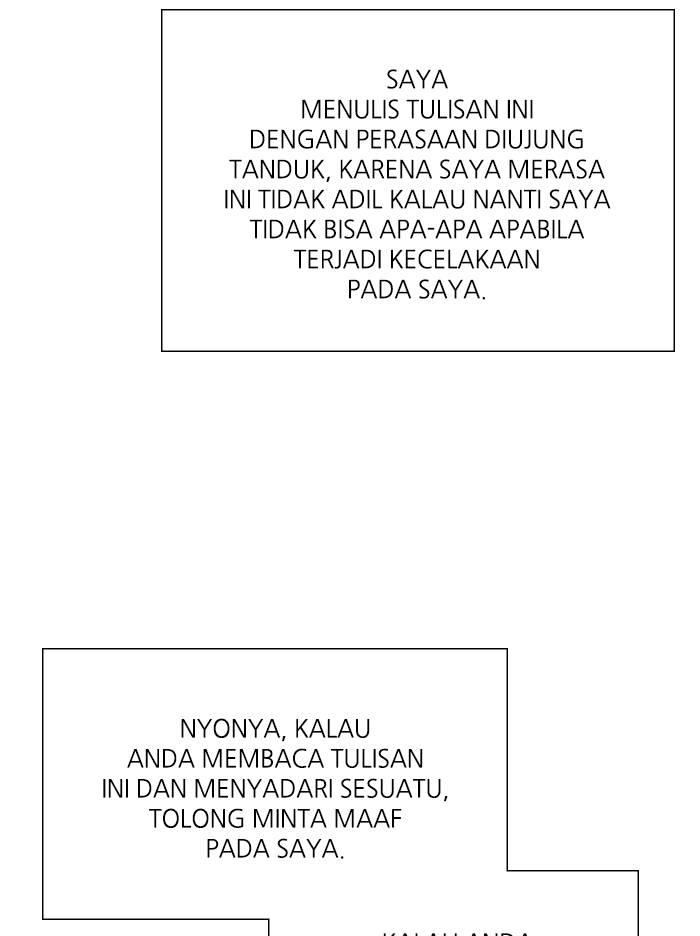 SAYA
MENULIS TULISAN INI
DENGAN PERASAAN DIUJUNG
TANDUK, KARENA SAYA MERASA
INI TIDAK ADIL KALAU NANTI SAYA
TIDAK BISA APA-APA APABILA
TERJADI KECELAKAAN
PADA SAYA.
NYONYA, KALAU
ANDA MEMBACA TULISAN
INI DAN MENYADARI SESUATU,
TOLONG MINTA MAAF
PADA SAYA.
KALAU ANDA